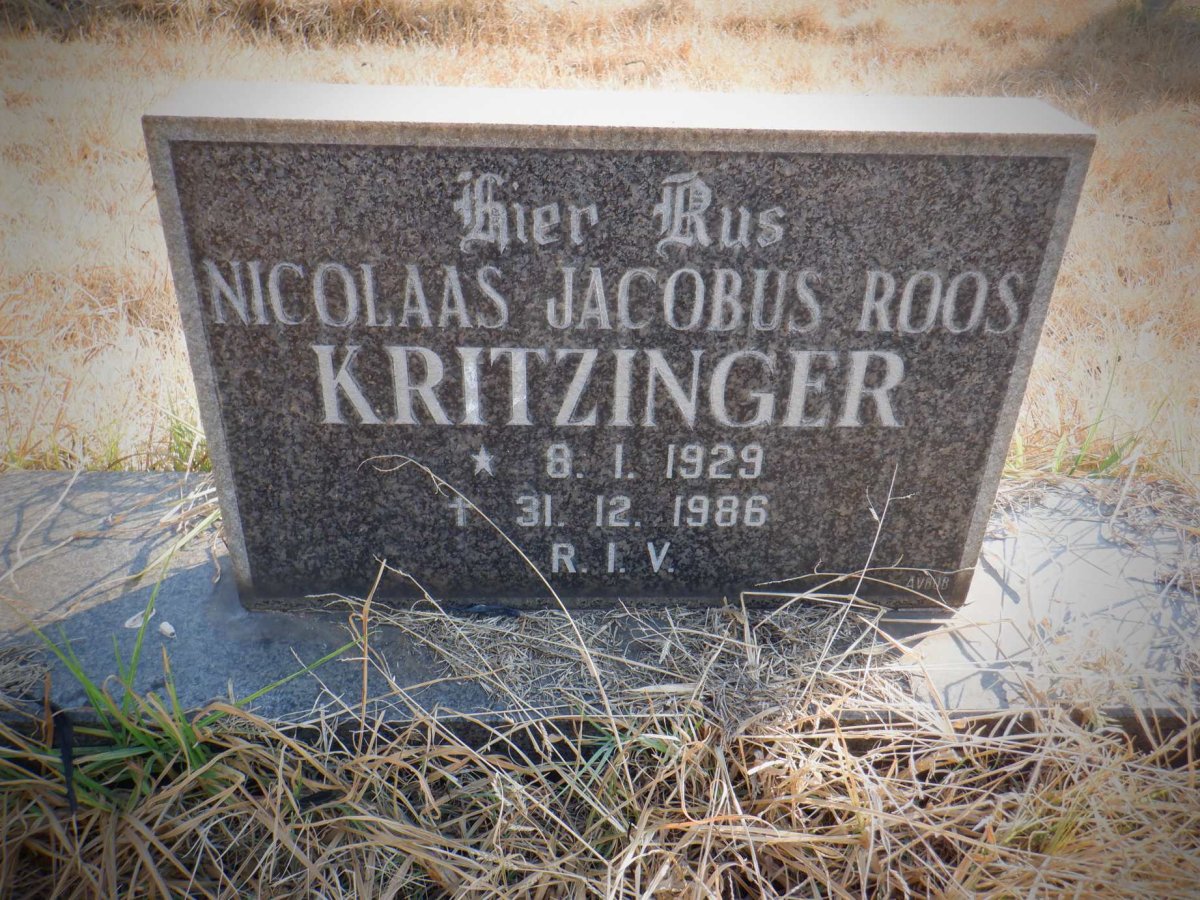 Hier Rus
NICOLAAS JACOBUS ROOS
KRITZINGER
★ 8. 1. 1929
✝ 31. 12. 1986
R. I. V.